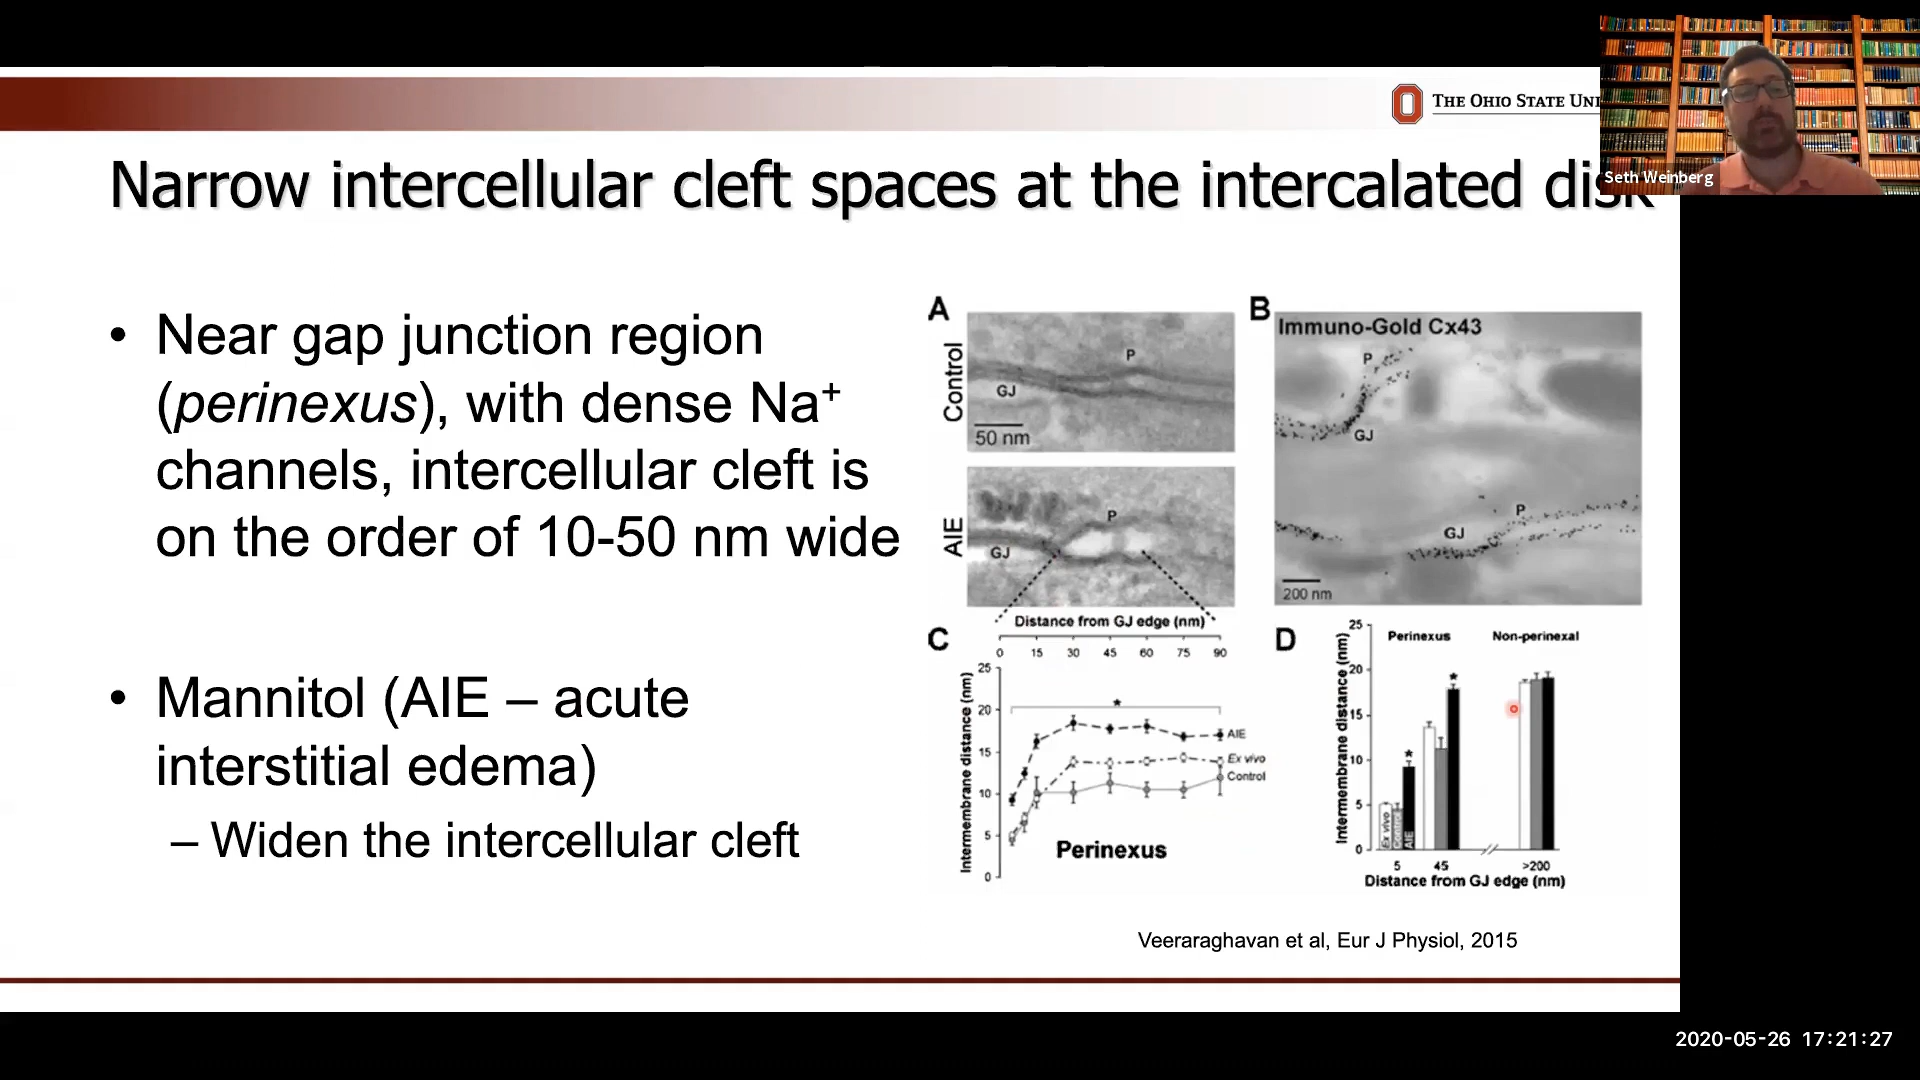 THE OHIO STATE UNI
Seth Weinberg
Narrow intercellular cleft spaces at the intercalated disk
• Near gap junction region
(perinexus), with dense Na⁺
channels, intercellular cleft is
on the order of 10-50 nm wide
• Mannitol (AIE – acute
interstitial edema)
– Widen the intercellular cleft
A
Control
P
GJ
50 nm
AIE
P
GJ
B
Immuno-Gold Cx43
P
GJ
P
GJ
200 nm
C
Distance from GJ edge (nm)
0 15 30 45 60 75 90
Intermembrane distance (nm)
25
20
15
10
5
0
*
AIE
Ex vivo
Control
Perinexus
D
Intermembrane distance (nm)
25
20
15
10
5
0
Perinexus Non-perinexal
*
*
Ex vivo
Control
AIE
5 45 >200
Distance from GJ edge (nm)
Veeraraghavan et al, Eur J Physiol, 2015
2020-05-26 17:21:27